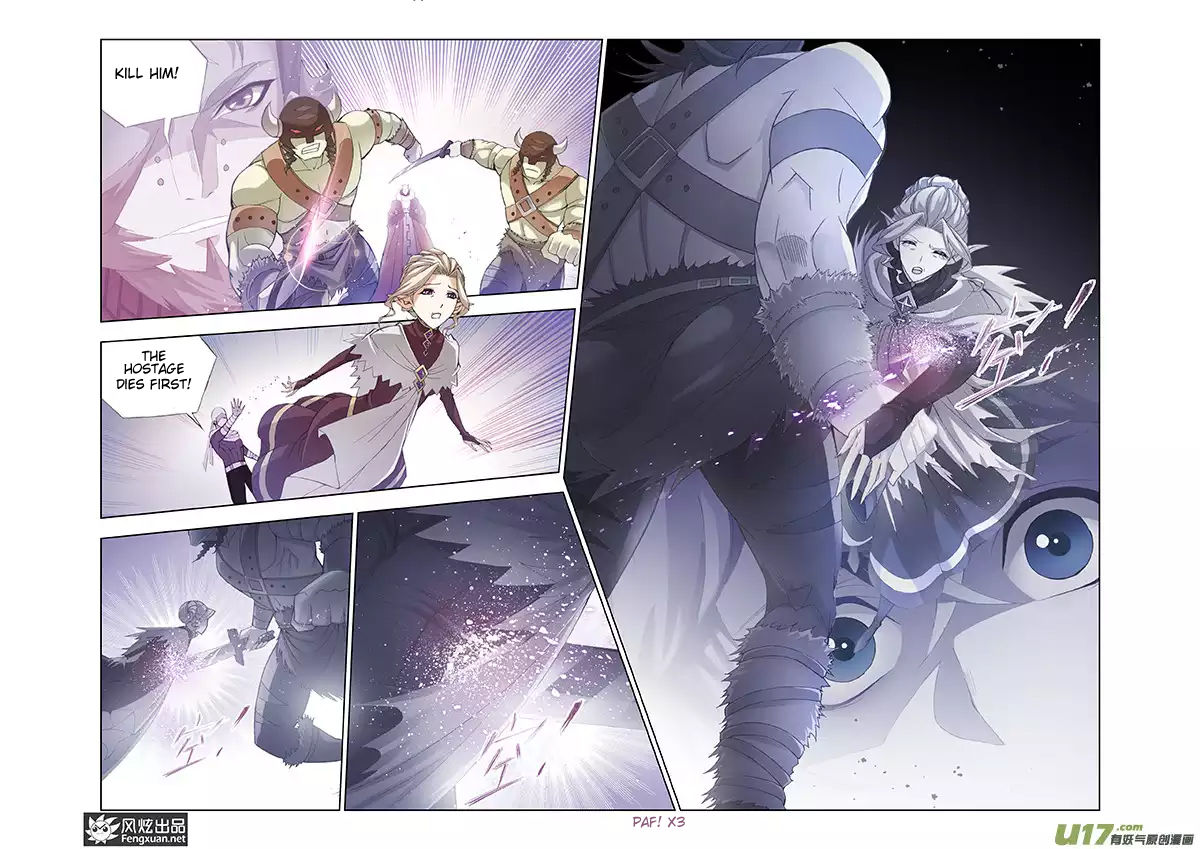 KILL HIM!
THE
HOSTAGE
DIES FIRST!
PAF! X3
风炫出品
Fengxuan.net
U17.com
有妖气原创漫画